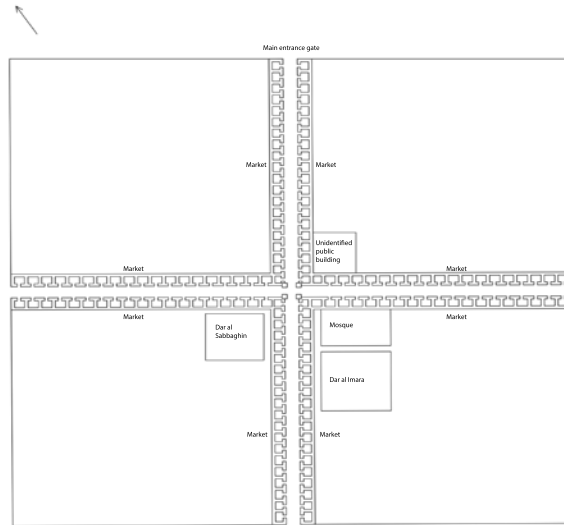 Main entrance gate
Market
Market
Unidentified
public
building
Market
Market
Market
Market
Dar al
Sabbaghin
Mosque
Dar al Imara
Market
Market